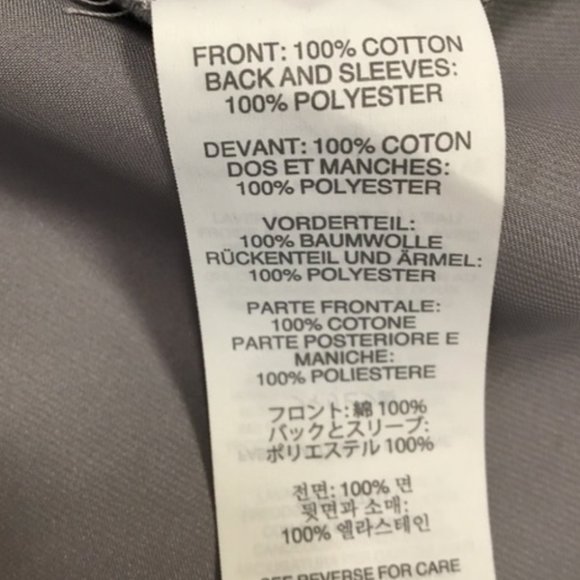 FRONT: 100% COTTON
BACK AND SLEEVES:
100% POLYESTER
DEVANT: 100% COTON
DOS ET MANCHES:
100% POLYESTER
VORDERTEIL:
100% BAUMWOLLE
RÜCKENTEIL UND ÄRMEL:
100% POLYESTER
PARTE FRONTALE:
100% COTONE
PARTE POSTERIORE E
MANICHE:
100% POLIESTERE
フロント: 綿 100%
バックとスリーブ:
ポリエステル 100%
전면: 100% 면
뒷면과 소매:
100% 엘라스테인
SEE REVERSE FOR CARE